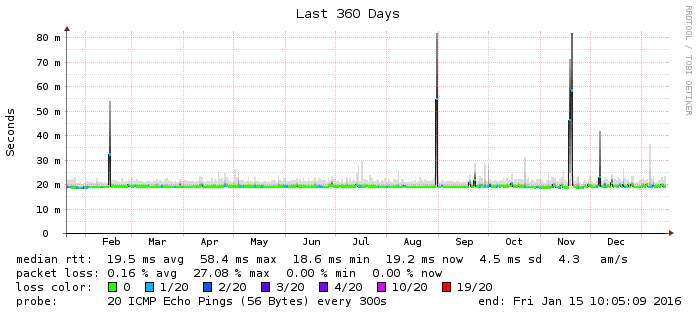 Last 360 Days
RRDTOOL / TOBI OETIKER
Seconds
80 m
70 m
60 m
50 m
40 m
30 m
20 m
10 m
0
Feb Mar Apr May Jun Jul Aug Sep Oct Nov Dec
median rtt: 19.5 ms avg 58.4 ms max 18.6 ms min 19.2 ms now 4.5 ms sd 4.3 am/s
packet loss: 0.16 % avg 27.08 % max 0.00 % min 0.00 % now
loss color: 0 1/20 2/20 3/20 4/20 10/20 19/20
probe: 20 ICMP Echo Pings (56 Bytes) every 300s end: Fri Jan 15 10:05:09 2016